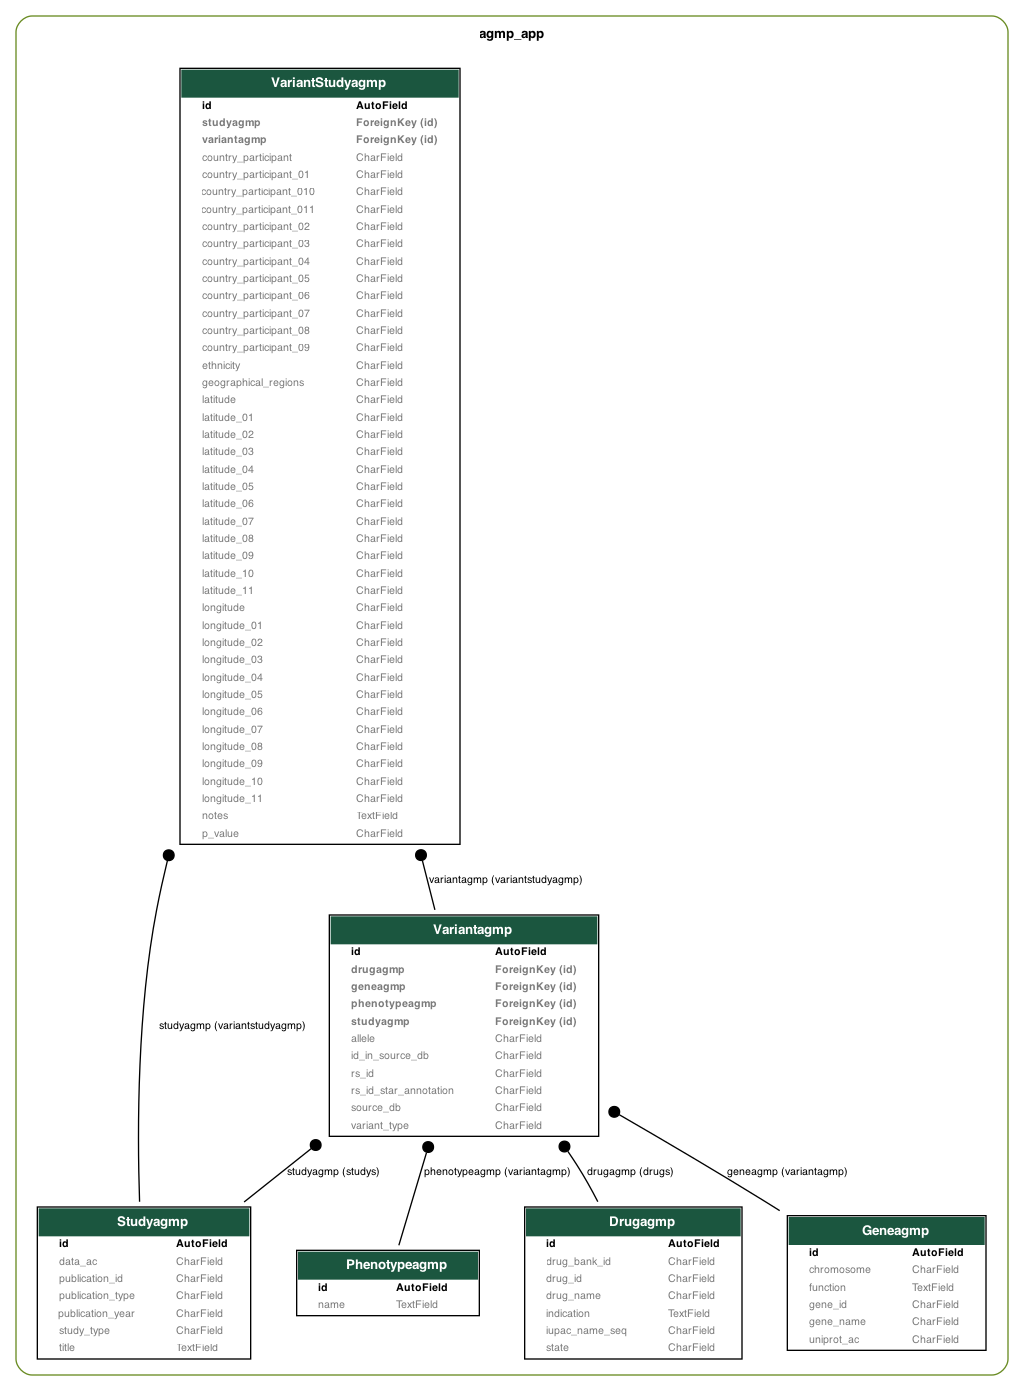 agmp_app
VariantStudyagmp
id AutoField
studyagmp ForeignKey (id)
variantagmp ForeignKey (id)
country_participant CharField
country_participant_01 CharField
country_participant_010 CharField
country_participant_011 CharField
country_participant_02 CharField
country_participant_03 CharField
country_participant_04 CharField
country_participant_05 CharField
country_participant_06 CharField
country_participant_07 CharField
country_participant_08 CharField
country_participant_09 CharField
ethnicity CharField
geographical_regions CharField
latitude CharField
latitude_01 CharField
latitude_02 CharField
latitude_03 CharField
latitude_04 CharField
latitude_05 CharField
latitude_06 CharField
latitude_07 CharField
latitude_08 CharField
latitude_09 CharField
latitude_10 CharField
latitude_11 CharField
longitude CharField
longitude_01 CharField
longitude_02 CharField
longitude_03 CharField
longitude_04 CharField
longitude_05 CharField
longitude_06 CharField
longitude_07 CharField
longitude_08 CharField
longitude_09 CharField
longitude_10 CharField
longitude_11 CharField
notes TextField
p_value CharField
variantagmp (variantstudyagmp)
Variantagmp
id AutoField
drugagmp ForeignKey (id)
geneagmp ForeignKey (id)
phenotypeagmp ForeignKey (id)
studyagmp ForeignKey (id)
allele CharField
id_in_source_db CharField
rs_id CharField
rs_id_star_annotation CharField
source_db CharField
variant_type CharField
studyagmp (variantstudyagmp)
studyagmp (studys)
phenotypeagmp (variantagmp)
drugagmp (drugs)
geneagmp (variantagmp)
Studyagmp
id AutoField
data_ac CharField
publication_id CharField
publication_type CharField
publication_year CharField
study_type CharField
title TextField
Phenotypeagmp
id AutoField
name TextField
Drugagmp
id AutoField
drug_bank_id CharField
drug_id CharField
drug_name CharField
indication TextField
iupac_name_seq CharField
state CharField
Geneagmp
id AutoField
chromosome CharField
function TextField
gene_id CharField
gene_name CharField
uniprot_ac CharField